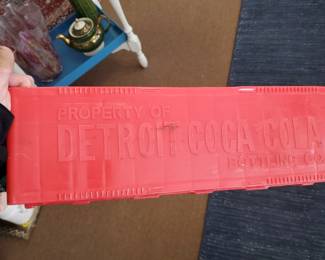 PROPERTY OF
DETROIT COCA COLA
BOTTLING CO.